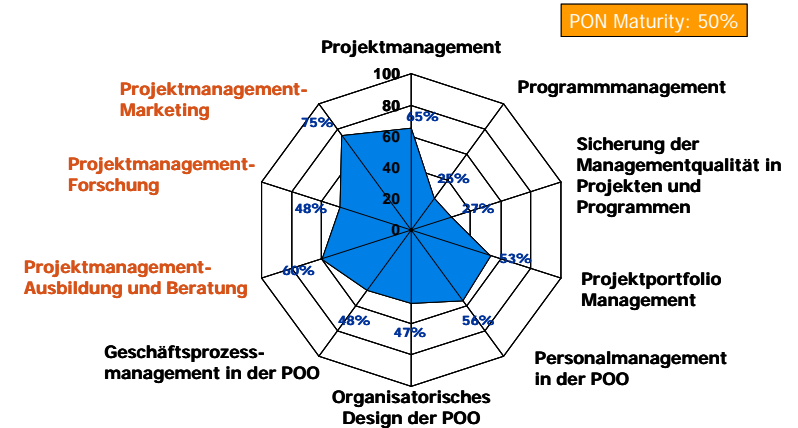 PON Maturity: 50%
Projektmanagement
Projektmanagement-
Marketing
Programmmanagement
100
80
60
40
20
0
65%
75%
25%
Sicherung der
Managementqualität in
Projekten und
Programmen
Projektmanagement-
Forschung
48%
27%
53%
Projektmanagement-
Ausbildung und Beratung
60%
Projektportfolio
Management
48%
47%
56%
Geschäftsprozess-
management in der POO
Personalmanagement
in der POO
Organisatorisches
Design der POO